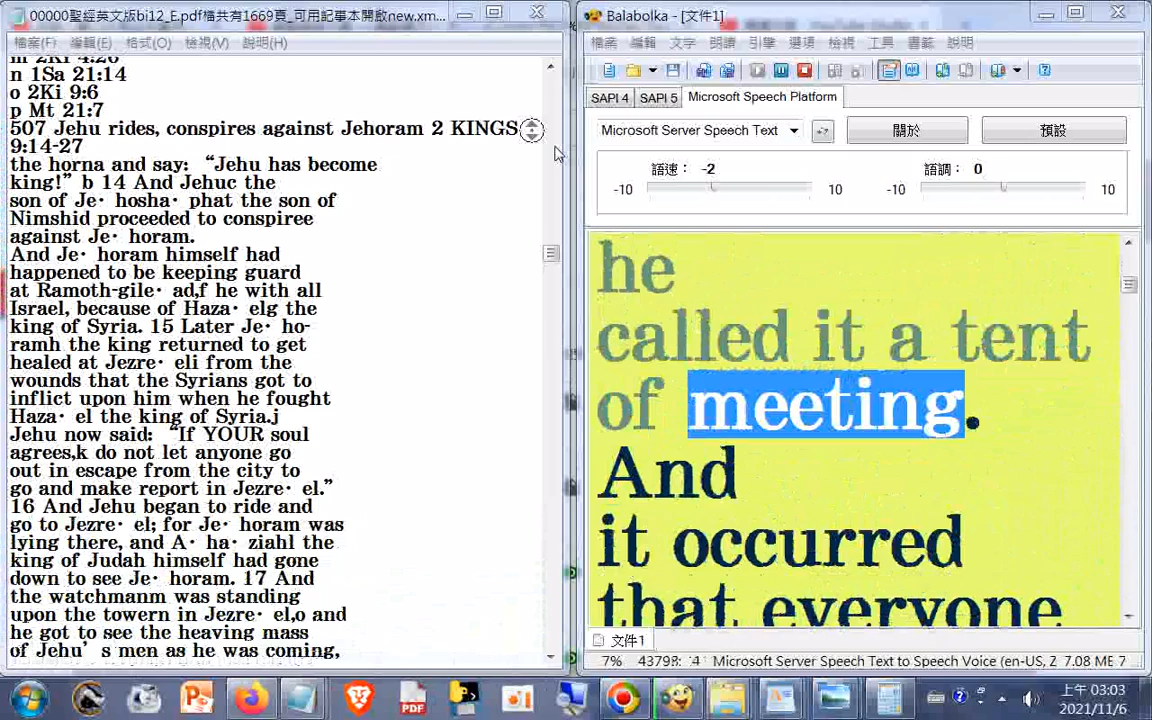 00000聖經英文版bi12_E.pdf檔共有1669頁_可用記事本開啟new.xm...
檔案(F) 編輯(E) 格式(O) 檢視(V) 說明(H)
n 1Sa 21:14
o 2Ki 9:6
p Mt 21:7
507 Jehu rides, conspires against Jehoram 2 KINGS
9:14-27
the horna and say: “Jehu has become
king!” b 14 And Jehuc the
son of Je· hosha· phat the son of
Nimshid proceeded to conspiree
against Je· horam.
And Je· horam himself had
happened to be keeping guard
at Ramoth-gile· ad,f he with all
Israel, because of Haza· elg the
king of Syria. 15 Later Je· ho-
ramh the king returned to get
healed at Jezre· eli from the
wounds that the Syrians got to
inflict upon him when he fought
Haza· el the king of Syria.j
Jehu now said: “If YOUR soul
agrees,k do not let anyone go
out in escape from the city to
go and make report in Jezre· el.”
16 And Jehu began to ride and
go to Jezre· el; for Je· horam was
lying there, and A· ha· ziahl the
king of Judah himself had gone
down to see Je· horam. 17 And
the watchmanm was standing
upon the towern in Jezre· el,o and
he got to see the heaving mass
of Jehu’s men as he was coming,
Balabolka - [文件1]
檔案 編輯 文字 朗讀 引擎 選項 檢視 工具 書籤 說明
SAPI 4 SAPI 5 Microsoft Speech Platform
Microsoft Server Speech Text 關於 預設
語速： -2 語調： 0
-10 10 -10 10
he
called it a tent
of meeting.
And
it occurred
that everyone
文件1
7% Microsoft Server Speech Text to Speech Voice (en-US, Z 7.08 ME 7
PDF
上午 03:03
2021/11/6